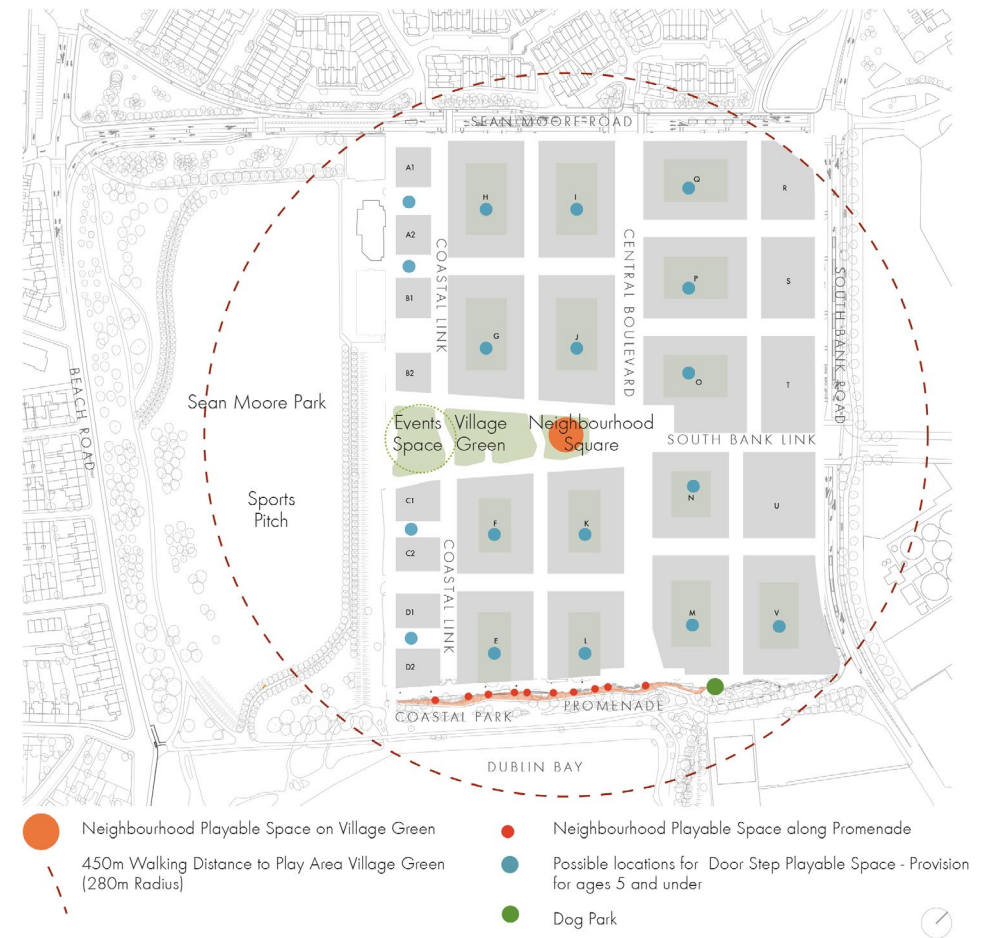 SEAN MOORE ROAD
A1
H
I
Q
R
A2
COASTAL LINK
CENTRAL BOULEVARD
B1
P
S
SOUTH BANK ROAD
G
J
B2
O
T
BEACH ROAD
Sean Moore Park
Events
Space
Village
Green
Neighbourhood
Square
SOUTH BANK LINK
Sports
Pitch
C1
N
U
F
K
C2
COASTAL LINK
D1
M
V
E
L
D2
COASTAL PARK
PROMENADE
DUBLIN BAY
Neighbourhood Playable Space on Village Green
450m Walking Distance to Play Area Village Green
(280m Radius)
Neighbourhood Playable Space along Promenade
Possible locations for Door Step Playable Space - Provision
for ages 5 and under
Dog Park